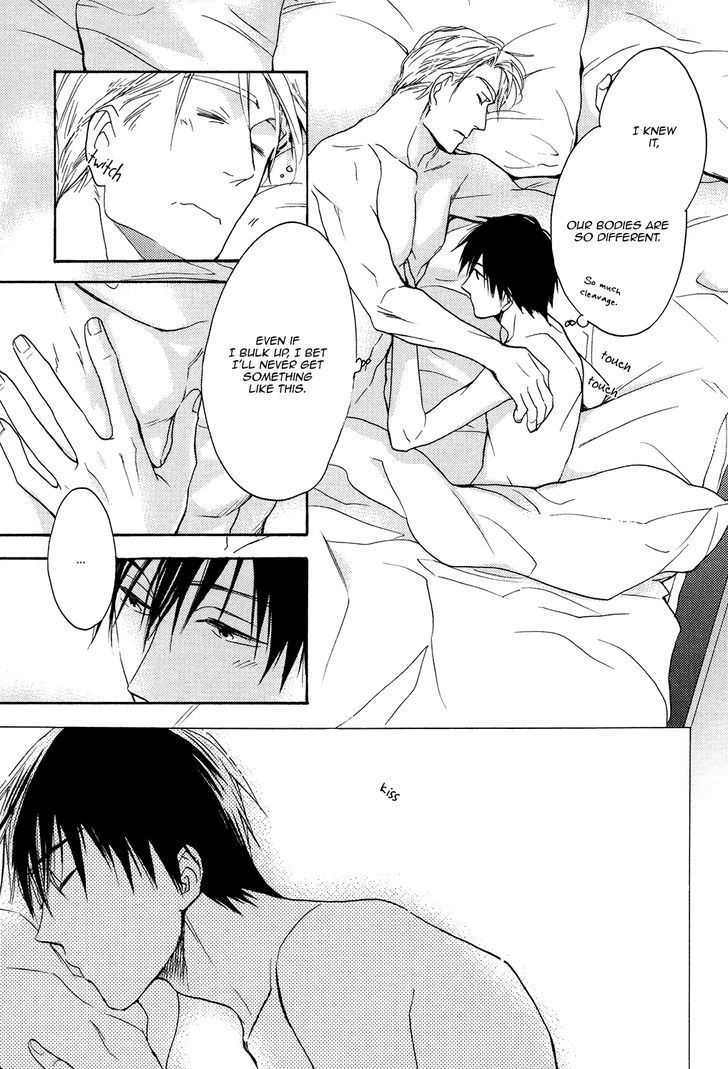 I KNEW
IT,
OUR BODIES ARE
SO DIFFERENT.
So much
cleavage.
touch
touch
twitch
EVEN IF
I BULK UP, I BET
I'LL NEVER GET
SOMETHING
LIKE THIS.
...
kiss